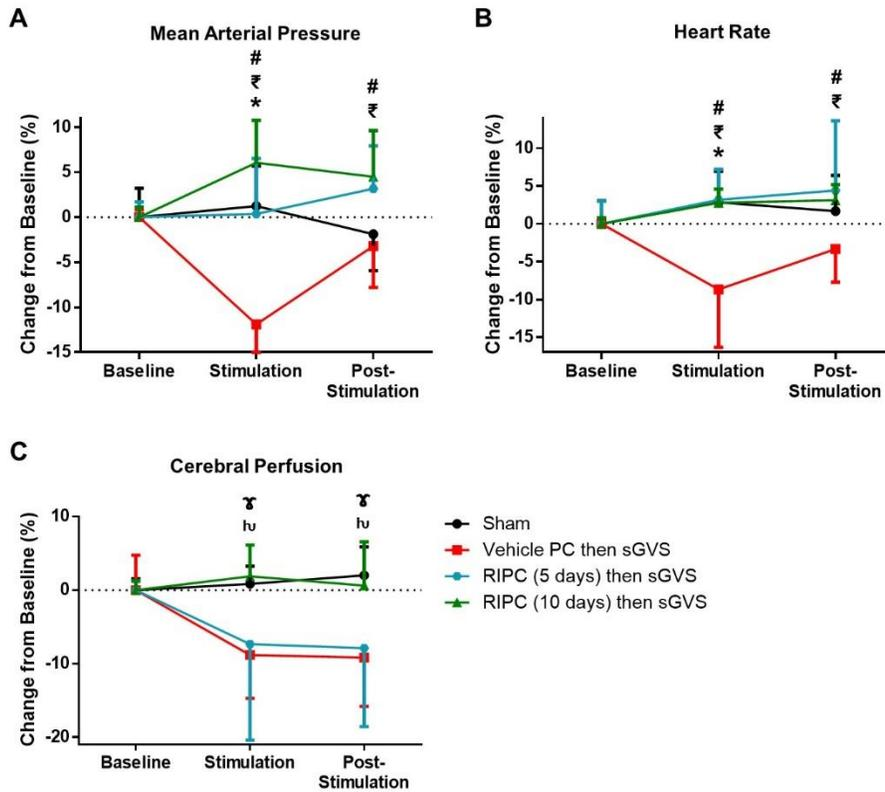 A
Mean Arterial Pressure
#
₹
*
#
₹
Change from Baseline (%)
10
5
0
-5
-10
-15
Baseline
Stimulation
Post-
Stimulation
B
Heart Rate
#
₹
*
#
₹
Change from Baseline (%)
10
5
0
-5
-10
-15
Baseline
Stimulation
Post-
Stimulation
C
Cerebral Perfusion
Change from Baseline (%)
10
0
-10
-20
Baseline
Stimulation
Post-
Stimulation
Sham
Vehicle PC then sGVS
RIPC (5 days) then sGVS
RIPC (10 days) then sGVS